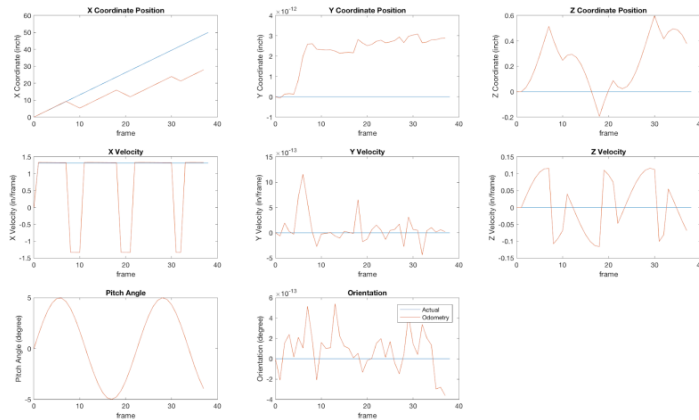 X Coordinate Position
X Coordinate (inch)
60
50
40
30
20
10
0
0 10 20 30 40
frame
Y Coordinate Position
×10⁻¹²
Y Coordinate (inch)
4
3
2
1
0
-1
0 10 20 30 40
frame
Z Coordinate Position
Z Coordinate (inch)
0.6
0.4
0.2
0
-0.2
0 10 20 30 40
frame
X Velocity
X Velocity (in/frame)
1.5
1
0.5
0
-0.5
-1
-1.5
0 10 20 30 40
frame
Y Velocity
×10⁻¹³
Y Velocity (in/frame)
15
10
5
0
-5
0 10 20 30 40
frame
Z Velocity
Z Velocity (in/frame)
0.15
0.1
0.05
0
-0.05
-0.1
-0.15
0 10 20 30 40
frame
Pitch Angle
Pitch Angle (degree)
5
0
-5
0 10 20 30 40
frame
Orientation
×10⁻¹³
Orientation (degree)
6
4
2
0
-2
-4
0 10 20 30 40
frame
Actual
Odometry